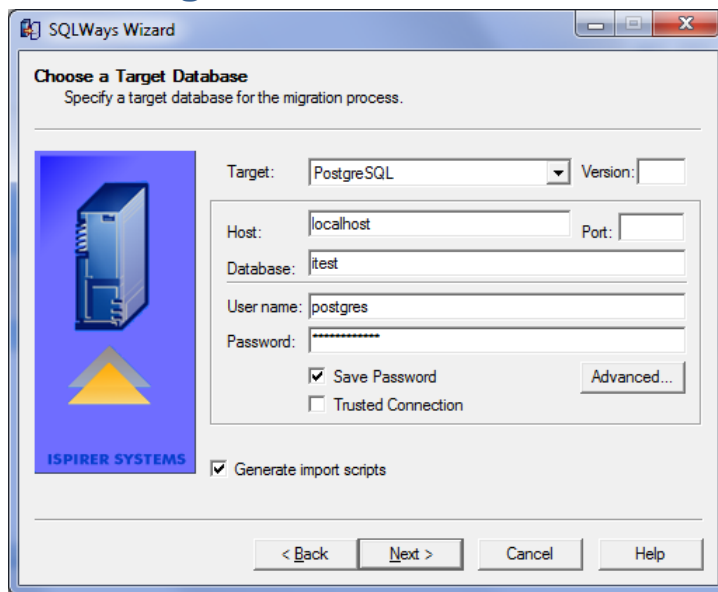 SQLWays Wizard
Choose a Target Database
Specify a target database for the migration process.
Target: PostgreSQL Version:
Host: localhost Port:
Database: itest
User name: postgres
Password: ************
Save Password Advanced...
Trusted Connection
ISPIRER SYSTEMS
Generate import scripts
< Back Next > Cancel Help